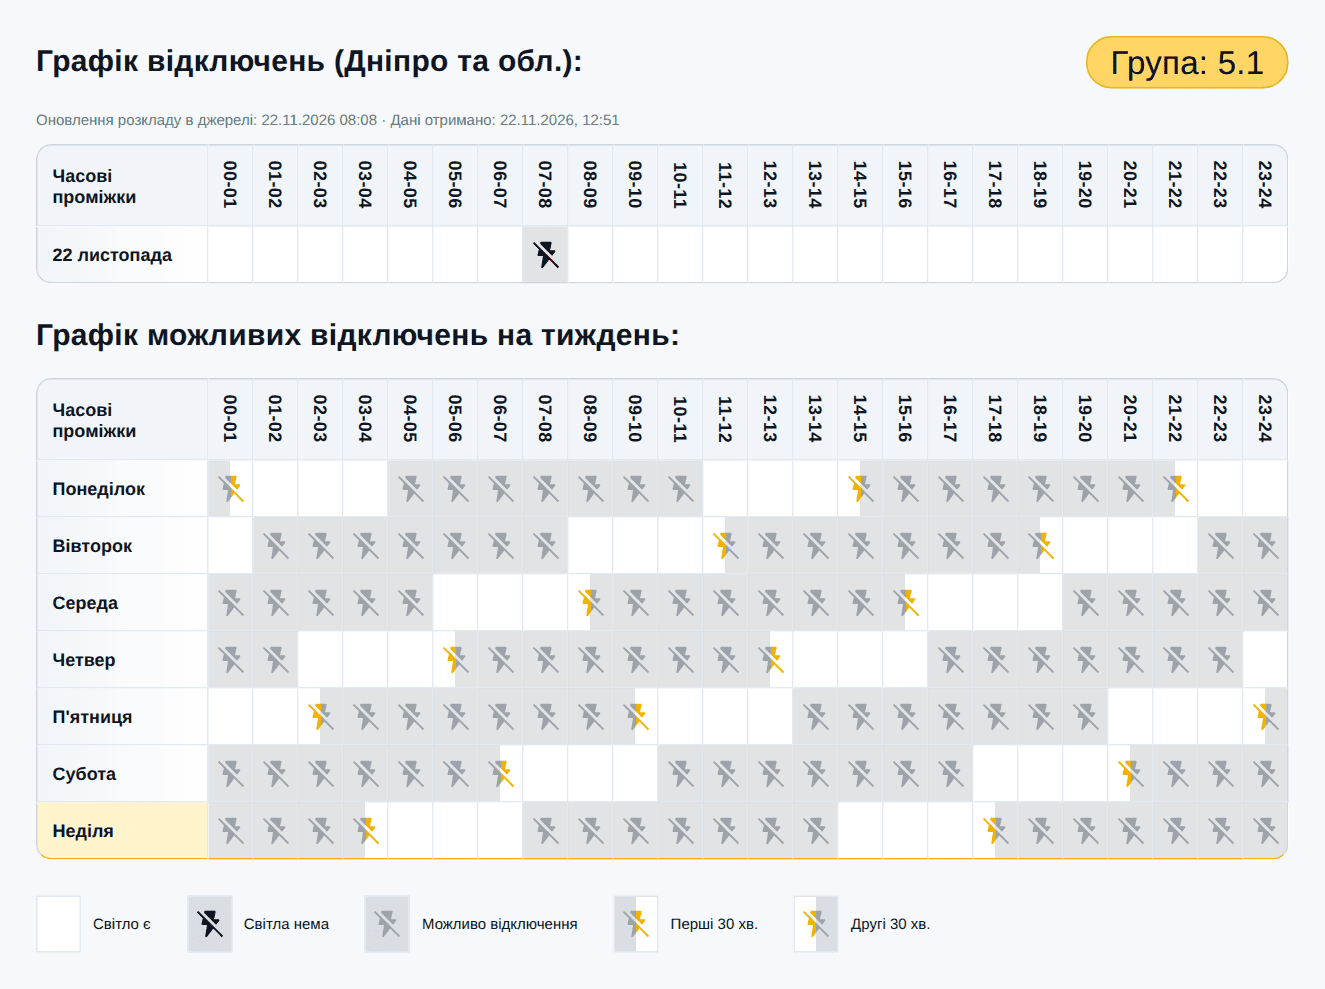 Графік відключень (Дніпро та обл.):
Група: 5.1
Оновлення розкладу в джерелі: 22.11.2026 08:08 · Дані отримано: 22.11.2026, 12:51
Часові
проміжки
00-01 01-02 02-03 03-04 04-05 05-06 06-07 07-08 08-09 09-10 10-11 11-12 12-13 13-14 14-15 15-16 16-17 17-18 18-19 19-20 20-21 21-22 22-23 23-24
22 листопада
Графік можливих відключень на тиждень:
Часові
проміжки
00-01 01-02 02-03 03-04 04-05 05-06 06-07 07-08 08-09 09-10 10-11 11-12 12-13 13-14 14-15 15-16 16-17 17-18 18-19 19-20 20-21 21-22 22-23 23-24
Понеділок
Вівторок
Середа
Четвер
П'ятниця
Субота
Неділя
Світло є
Світла нема
Можливо відключення
Перші 30 хв.
Другі 30 хв.